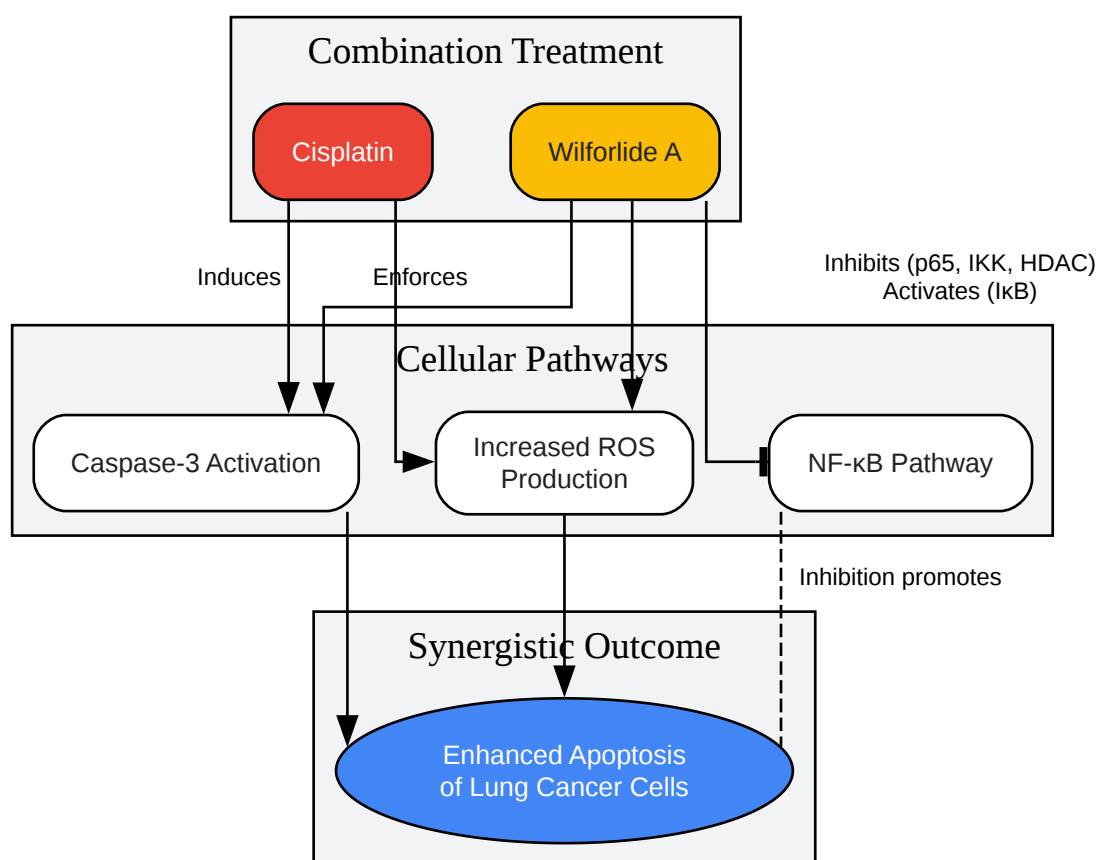 Combination Treatment
Cisplatin
Wilforlide A
Induces
Enforces
Inhibits (p65, IKK, HDAC)
Activates (IκB)
Cellular Pathways
Caspase-3 Activation
Increased ROS
Production
NF-κB Pathway
Inhibition promotes
Synergistic Outcome
Enhanced Apoptosis
of Lung Cancer Cells